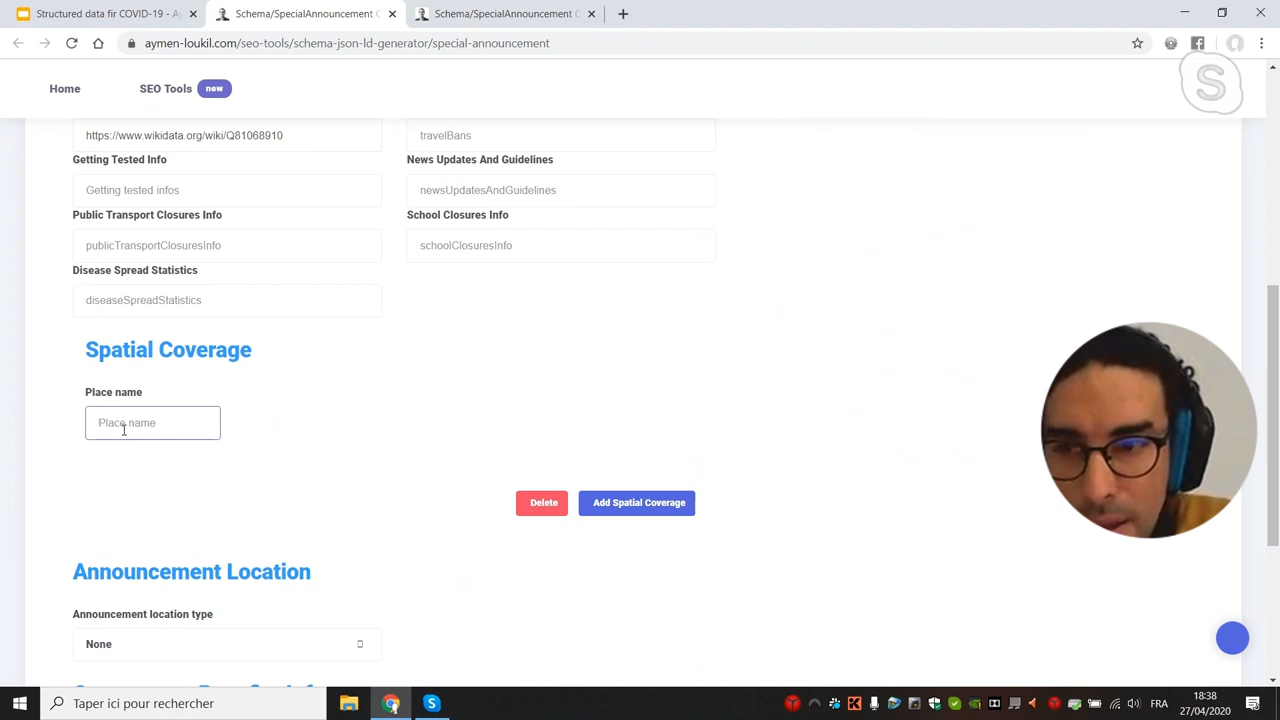 Structured data fir COVID-19 - Ay
Schema/SpecialAnnouncement C
Schema/SpecialAnnouncement C
aymen-loukil.com/seo-tools/schema-json-ld-generator/special-announcement
Home
SEO Tools
new
https://www.wikidata.org/wiki/Q81068910
travelBans
Getting Tested Info
News Updates And Guidelines
Getting tested infos
newsUpdatesAndGuidelines
Public Transport Closures Info
School Closures Info
publicTransportClosuresInfo
schoolClosuresInfo
Disease Spread Statistics
diseaseSpreadStatistics
Spatial Coverage
Place name
Place name
Delete
Add Spatial Coverage
Announcement Location
Announcement location type
None
Taper ici pour rechercher
FRA
18:38
27/04/2020